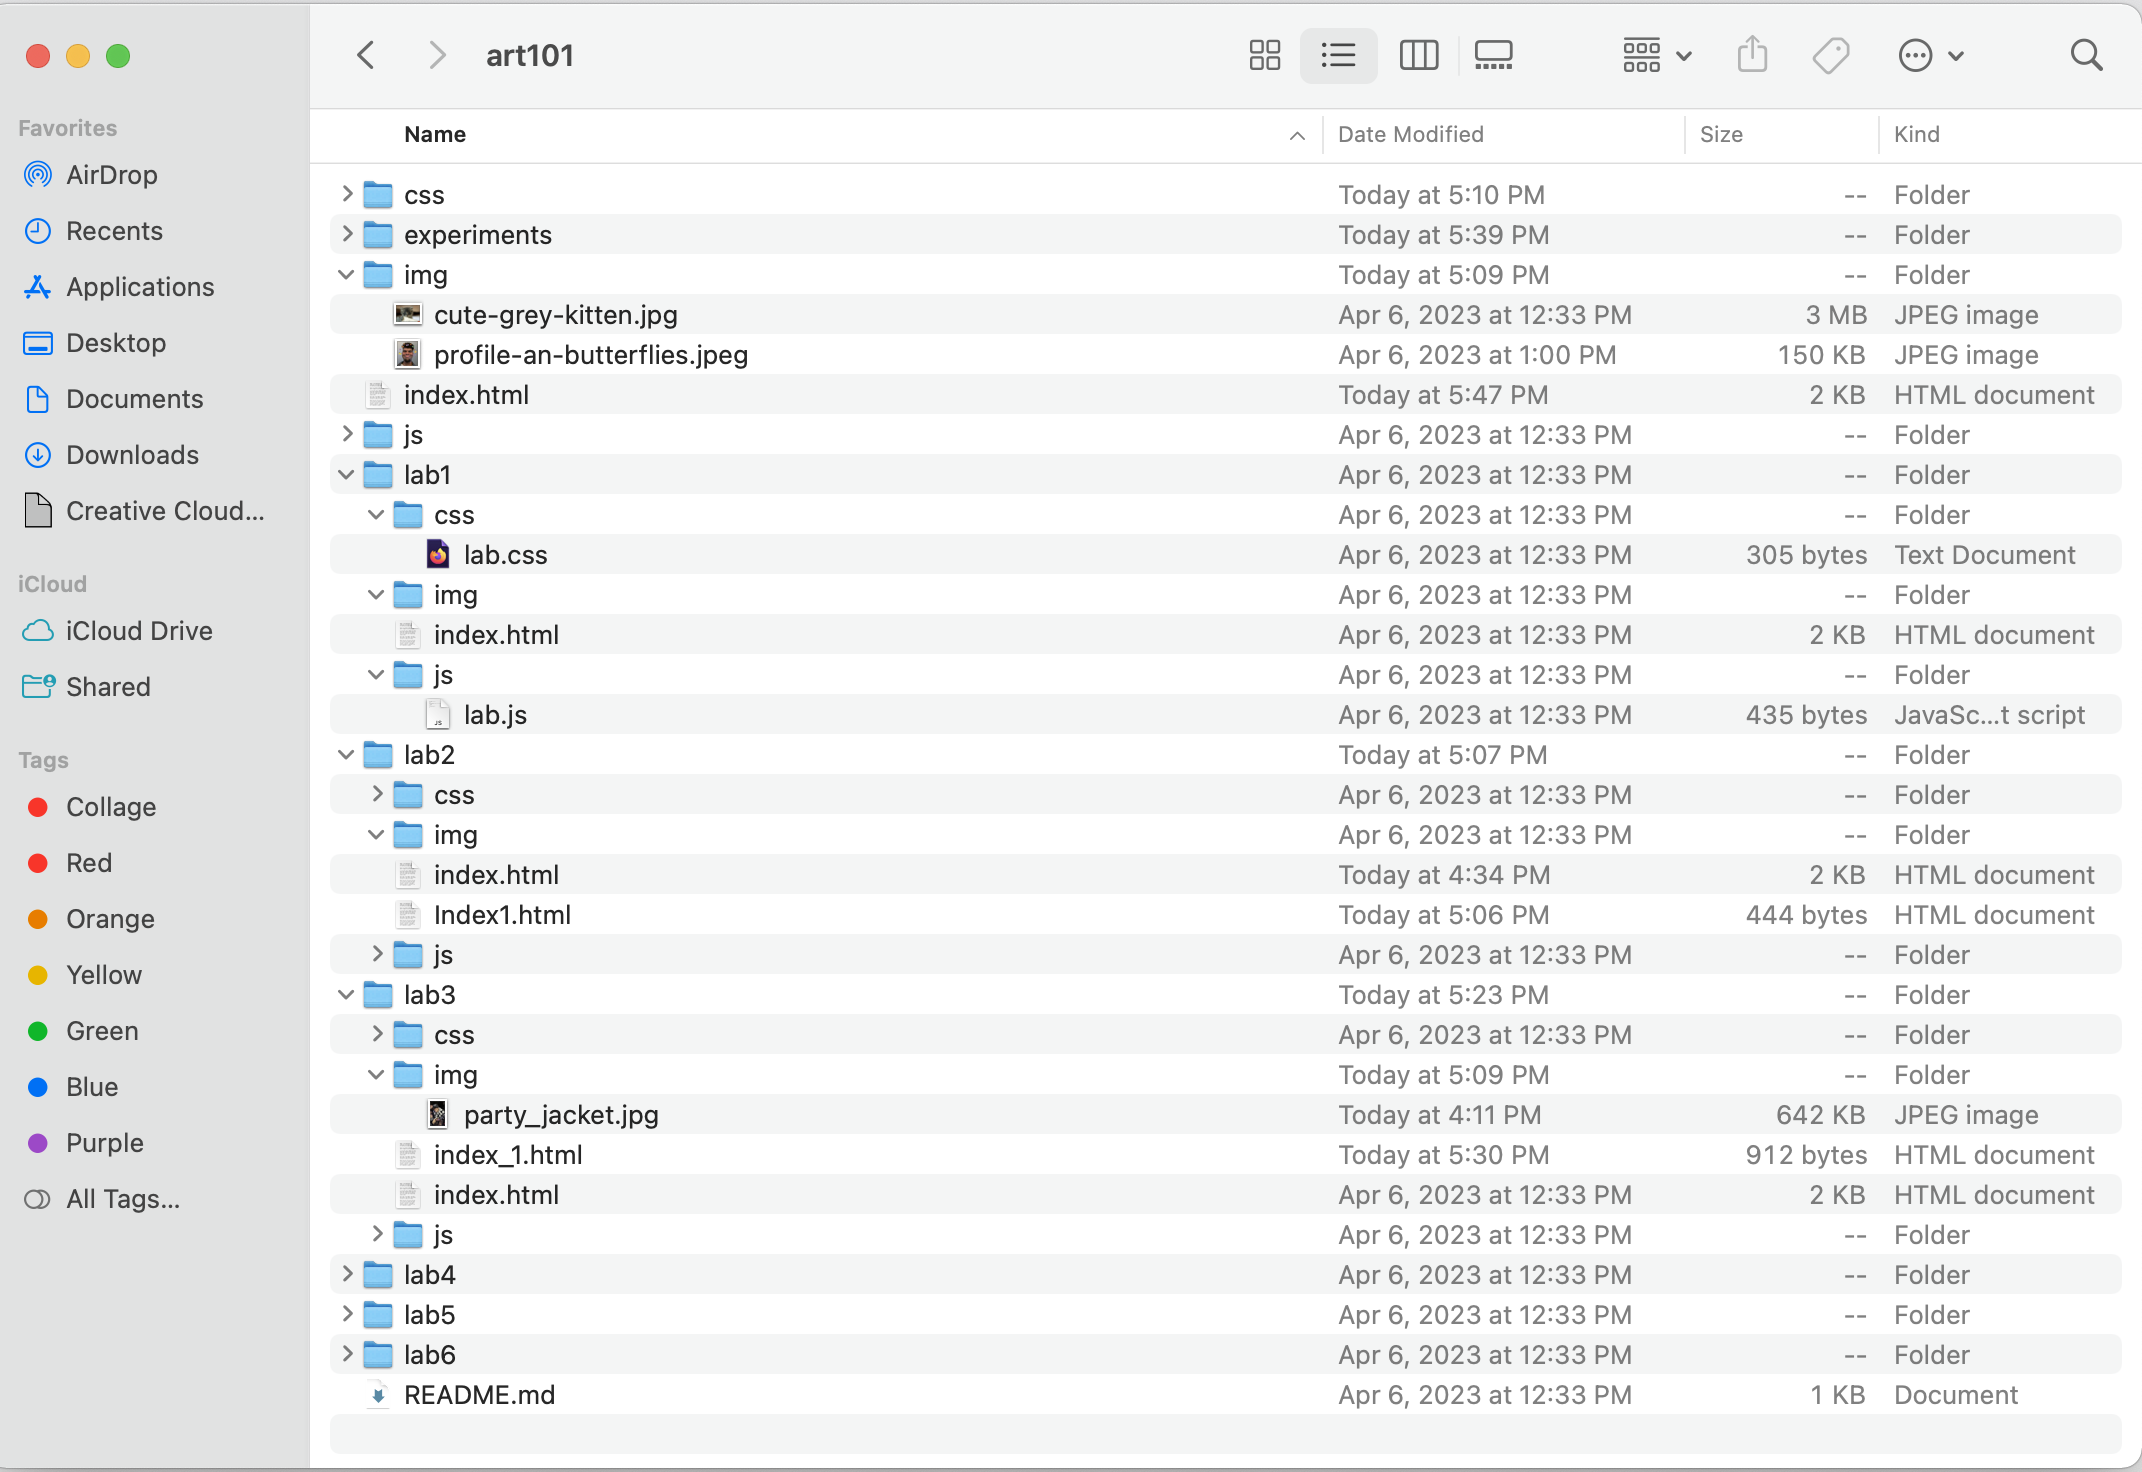 art101
Favorites
AirDrop
Recents
Applications
Desktop
Documents
Downloads
Creative Cloud...
iCloud
iCloud Drive
Shared
Tags
Collage
Red
Orange
Yellow
Green
Blue
Purple
All Tags...
Name Date Modified Size Kind
css Today at 5:10 PM -- Folder
experiments Today at 5:39 PM -- Folder
img Today at 5:09 PM -- Folder
cute-grey-kitten.jpg Apr 6, 2023 at 12:33 PM 3 MB JPEG image
profile-an-butterflies.jpeg Apr 6, 2023 at 1:00 PM 150 KB JPEG image
index.html Today at 5:47 PM 2 KB HTML document
js Apr 6, 2023 at 12:33 PM -- Folder
lab1 Apr 6, 2023 at 12:33 PM -- Folder
css Apr 6, 2023 at 12:33 PM -- Folder
lab.css Apr 6, 2023 at 12:33 PM 305 bytes Text Document
img Apr 6, 2023 at 12:33 PM -- Folder
index.html Apr 6, 2023 at 12:33 PM 2 KB HTML document
js Apr 6, 2023 at 12:33 PM -- Folder
lab.js Apr 6, 2023 at 12:33 PM 435 bytes JavaSc...t script
lab2 Today at 5:07 PM -- Folder
css Apr 6, 2023 at 12:33 PM -- Folder
img Apr 6, 2023 at 12:33 PM -- Folder
index.html Today at 4:34 PM 2 KB HTML document
Index1.html Today at 5:06 PM 444 bytes HTML document
js Apr 6, 2023 at 12:33 PM -- Folder
lab3 Today at 5:23 PM -- Folder
css Apr 6, 2023 at 12:33 PM -- Folder
img Today at 5:09 PM -- Folder
party_jacket.jpg Today at 4:11 PM 642 KB JPEG image
index_1.html Today at 5:30 PM 912 bytes HTML document
index.html Apr 6, 2023 at 12:33 PM 2 KB HTML document
js Apr 6, 2023 at 12:33 PM -- Folder
lab4 Apr 6, 2023 at 12:33 PM -- Folder
lab5 Apr 6, 2023 at 12:33 PM -- Folder
lab6 Apr 6, 2023 at 12:33 PM -- Folder
README.md Apr 6, 2023 at 12:33 PM 1 KB Document